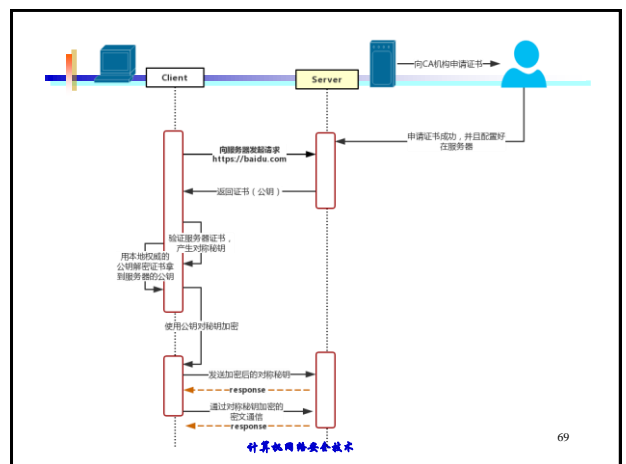 Client
Server
向CA机构申请证书
申请证书成功，并且配置好
在服务器
向服务器发起请求
https://baidu.com
返回证书（公钥）
验证服务器证书，
产生对称秘钥
用本地权威的
公钥解密证书拿
到服务器的公钥
使用公钥对秘钥加密
发送加密后的对称秘钥
response
通过对称秘钥加密的
密文通信
response
计算机网络安全技术
69